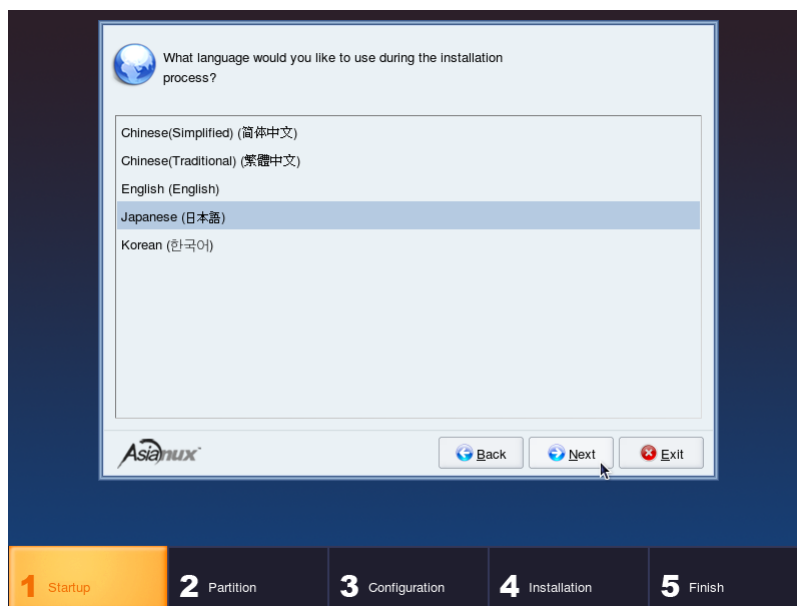 What language would you like to use during the installation
process?
Chinese(Simplified) (简体中文)
Chinese(Traditional) (繁體中文)
English (English)
Japanese (日本語)
Korean (한국어)
Asianux
Back
Next
Exit
1 Startup
2 Partition
3 Configuration
4 Installation
5 Finish